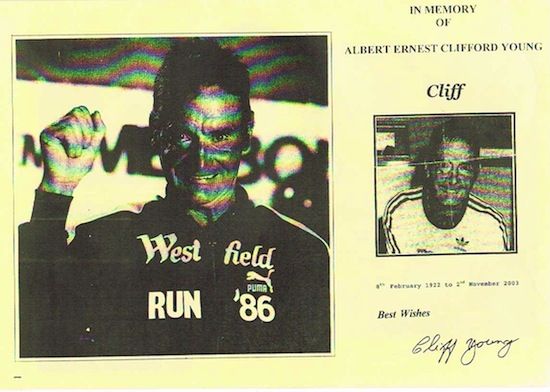 IN MEMORY
OF
ALBERT ERNEST CLIFFORD YOUNG
Cliff
West field
PUMA
RUN '86
8th February 1922 to 2nd November 2003
Best Wishes
Cliff Young